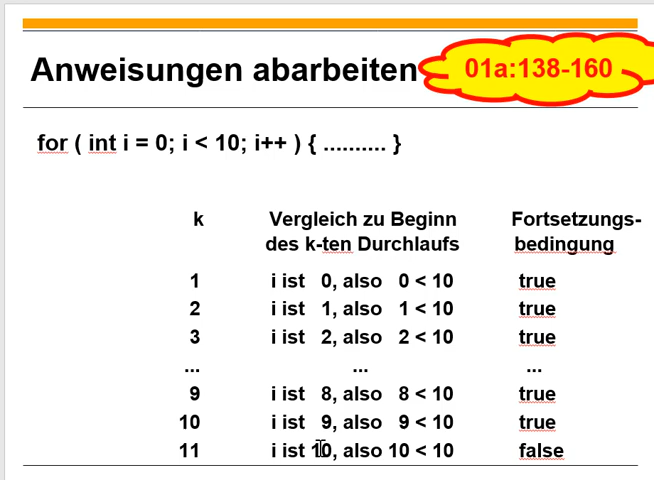 Anweisungen abarbeiten 01a:138-160
for ( int i = 0; i < 10; i++ ) { .......... }
k Vergleich zu Beginn Fortsetzungs-
des k-ten Durchlaufs bedingung
1 i ist 0, also 0 < 10 true
2 i ist 1, also 1 < 10 true
3 i ist 2, also 2 < 10 true
... ... ...
9 i ist 8, also 8 < 10 true
10 i ist 9, also 9 < 10 true
11 i ist 10, also 10 < 10 false